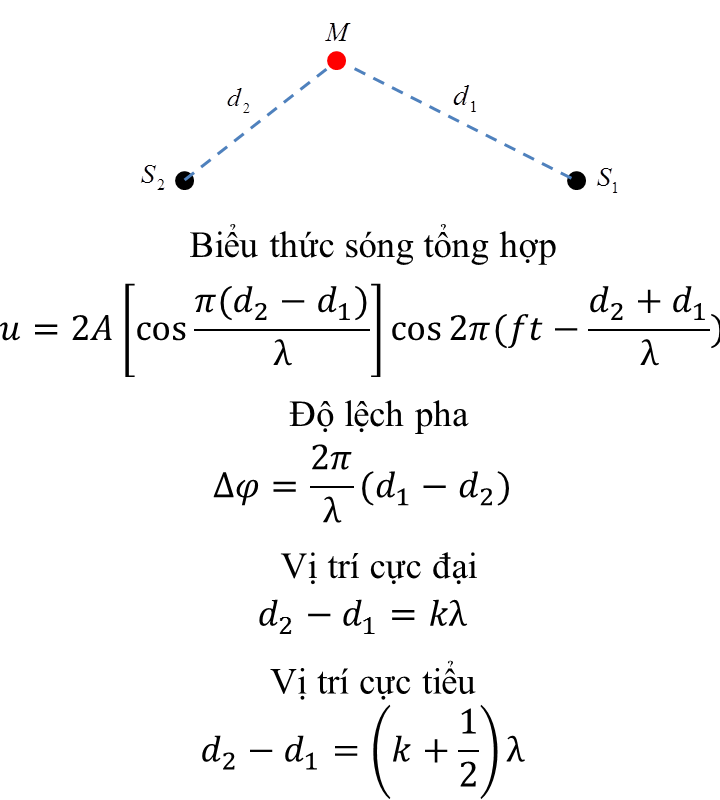 M
d₂
d₁
S₂
S₁
Biểu thức sóng tổng hợp
u = 2A [cos π(d₂ − d₁)/λ] cos 2π(ft − (d₂ + d₁)/λ)
Độ lệch pha
Δφ = 2π/λ (d₁ − d₂)
Vị trí cực đại
d₂ − d₁ = kλ
Vị trí cực tiểu
d₂ − d₁ = (k + 1/2) λ